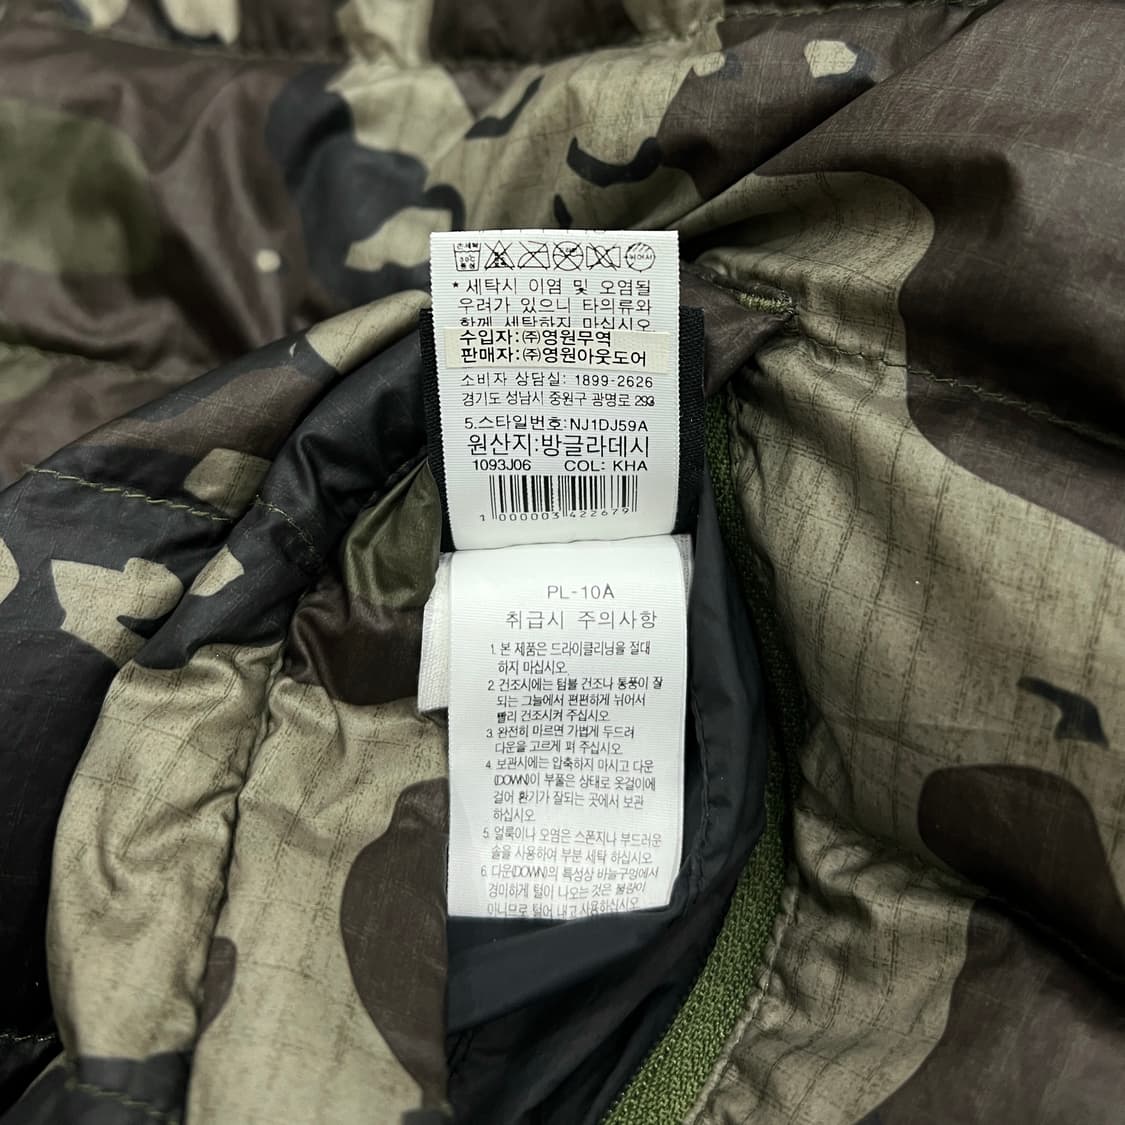 손세탁
30℃
중성
* 세탁시 이염 및 오염될
우려가 있으니 타의류와
함께 세탁하지 마십시오
수입자:㈜영원무역
판매자:㈜영원아웃도어
소비자 상담실: 1899-2626
경기도 성남시 중원구 광명로 293
5.스타일번호:NJ1DJ59A
원산지:방글라데시
1093J06 COL: KHA
1 000003 422679
PL-10A
취급시 주의사항
1. 본 제품은 드라이클리닝을 절대
하지 마십시오.
2. 건조시에는 텀블 건조나 통풍이 잘
되는 그늘에서 편편하게 뉘어서
빨리 건조시켜 주십시오.
3. 완전히 마르면 가볍게 두드려
다운을 고르게 펴 주십시오.
4. 보관시에는 압축하지 마시고 다운
(DOWN)이 부풀은 상태로 옷걸이에
걸어 환기가 잘되는 곳에서 보관
하십시오.
5. 얼룩이나 오염은 스폰지나 부드러운
솔을 사용하여 부분 세탁 하십시오.
6. 다운(DOWN)의 특성상 바늘구멍에서
경미하게 털이 나오는 것은 불량이
아니므로 털어 내고 사용하십시오.